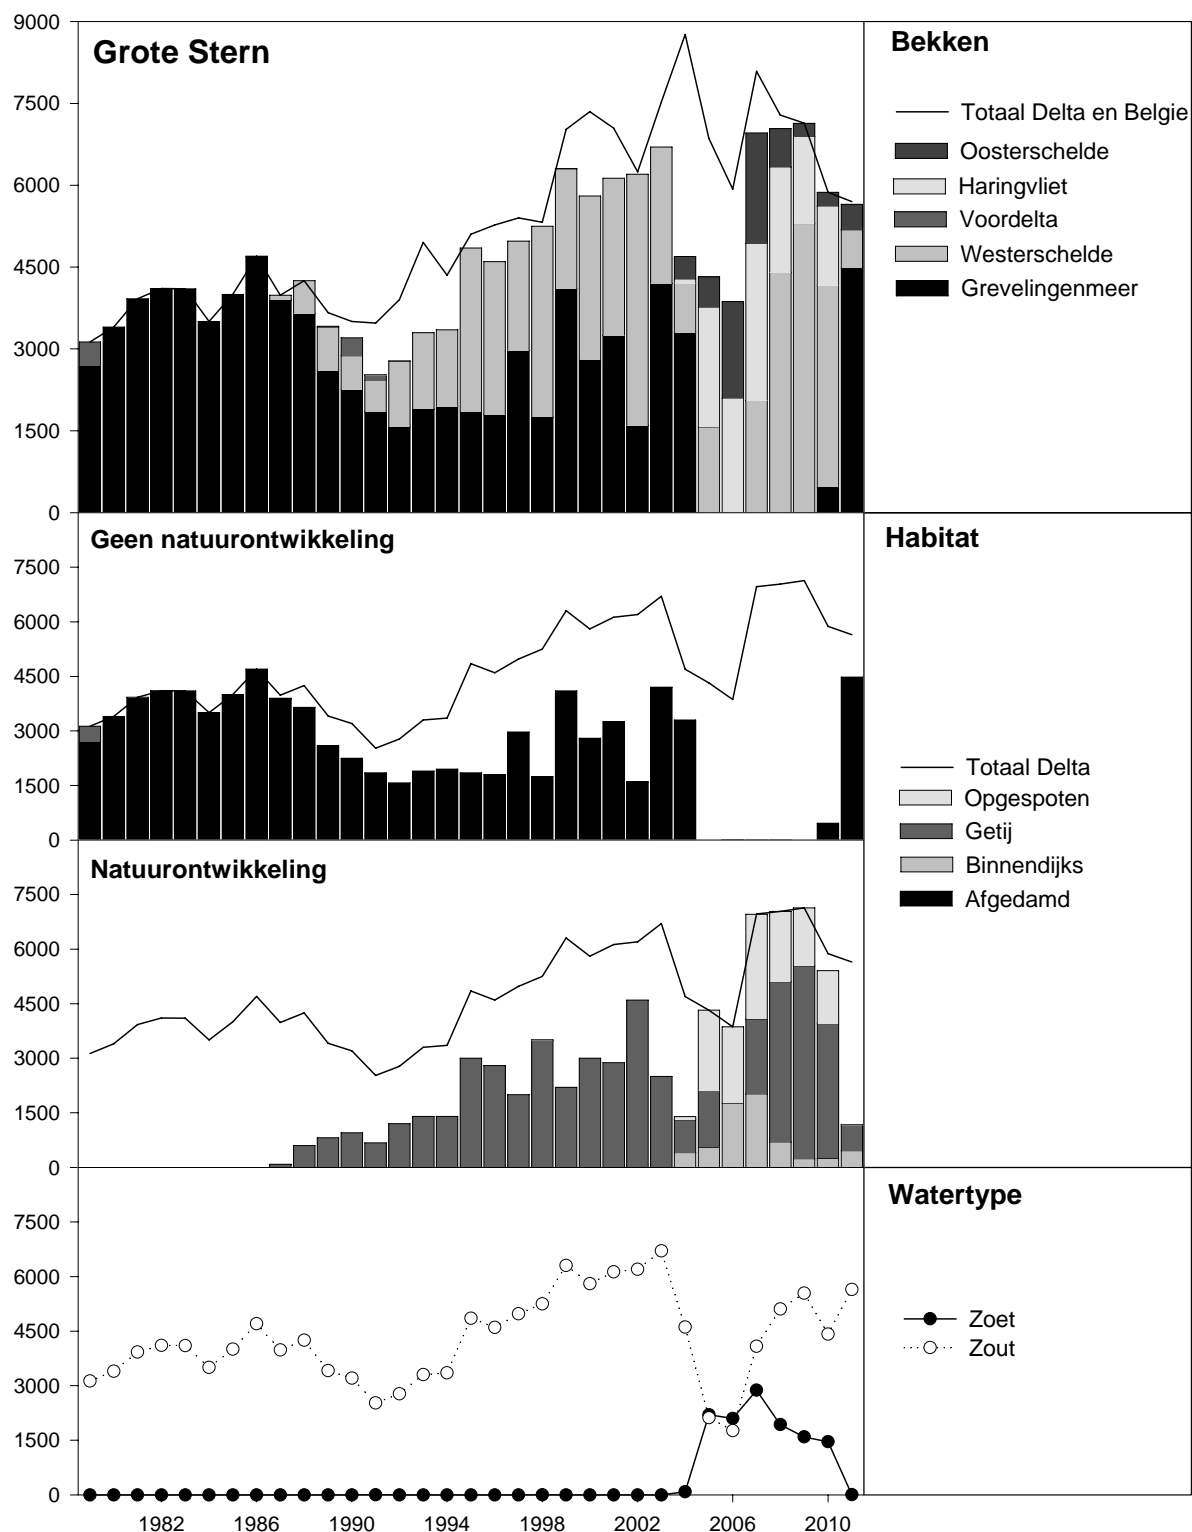 Grote Stern
9000
7500
6000
4500
3000
1500
0
Bekken
Totaal Delta en Belgie
Oosterschelde
Haringvliet
Voordelta
Westerschelde
Grevelingenmeer
Geen natuurontwikkeling
7500
6000
4500
3000
1500
0
Habitat
Totaal Delta
Opgespoten
Getij
Binnendijks
Afgedamd
Natuurontwikkeling
7500
6000
4500
3000
1500
0
Watertype
7500
6000
4500
3000
1500
0
Zoet
Zout
1982 1986 1990 1994 1998 2002 2006 2010